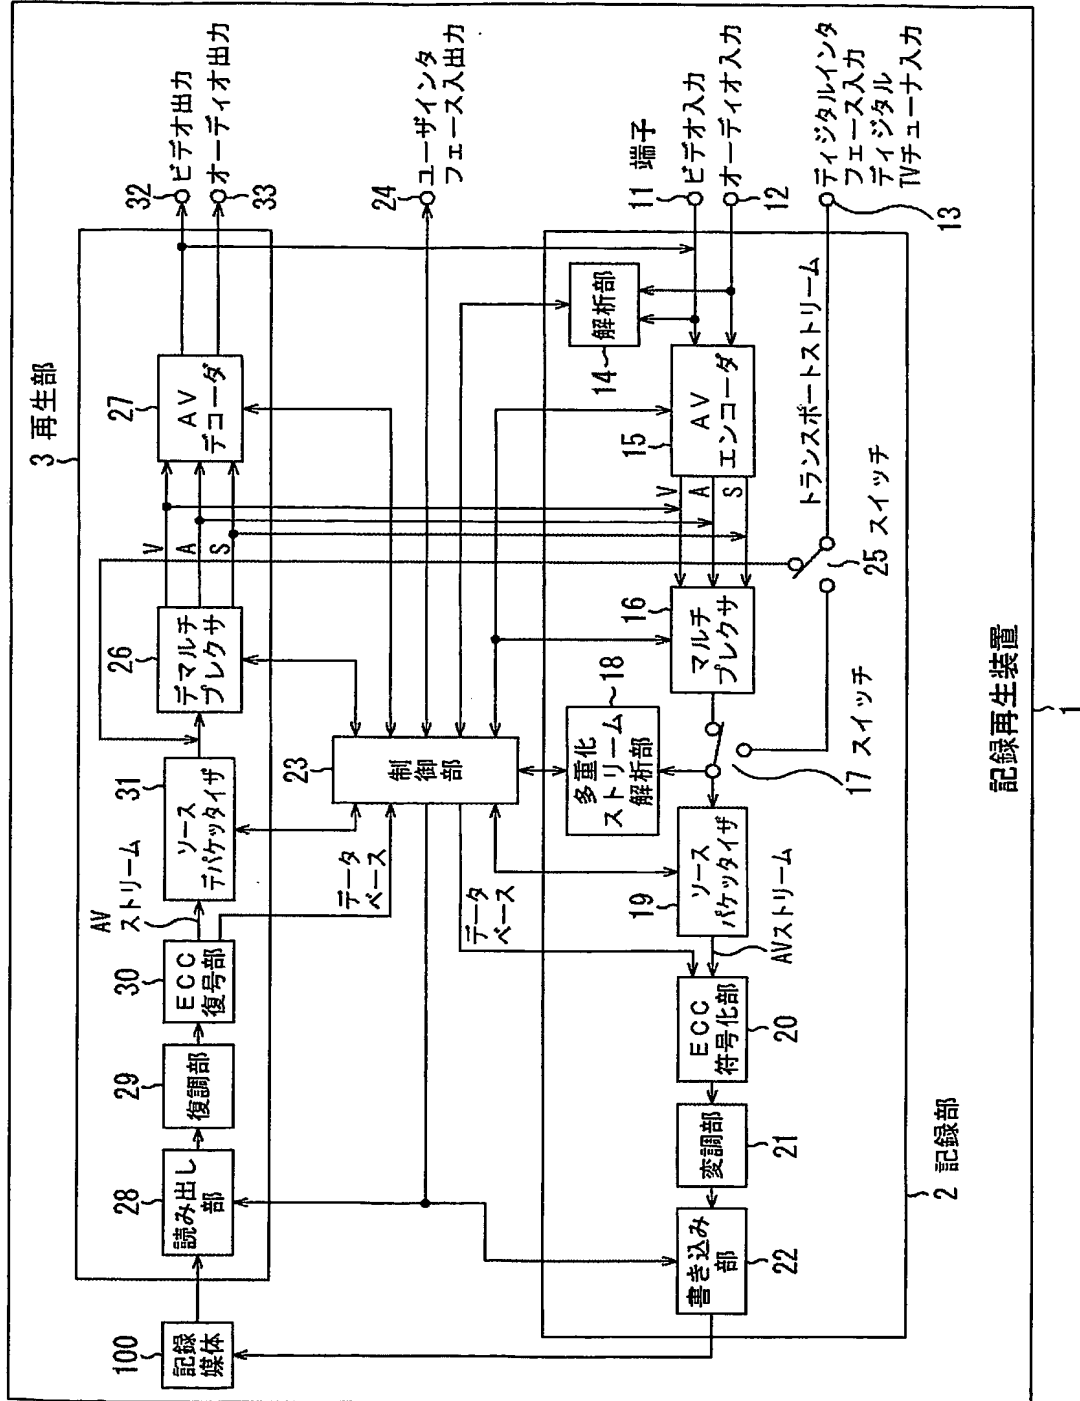 3 再生部
100
記録
媒体
28
読み出し
部
29
復調部
30
ECC
復号部
AV
ストリーム
31
ソース
デパケッタイザ
26
デマルチ
プレクサ
V
A
S
27
AV
デコーダ
32
ビデオ出力
オーディオ出力
33
データ
ベース
23
制御部
24
ユーザインタ
フェース入出力
データ
ベース
多重化
ストリーム
解析部
18
14
解析部
11 端子
ビデオ入力
オーディオ入力
12
22
書き込み
部
21
変調部
20
ECC
符号化部
AVストリーム
19
ソース
パケッタイザ
16
マルチ
プレクサ
V
A
S
15
AV
エンコーダ
17 スイッチ
25 スイッチ
トランスポートストリーム
ディジタルインタ
フェース入力
ディジタル
TVチューナ入力
13
2 記録部
記録再生装置
1